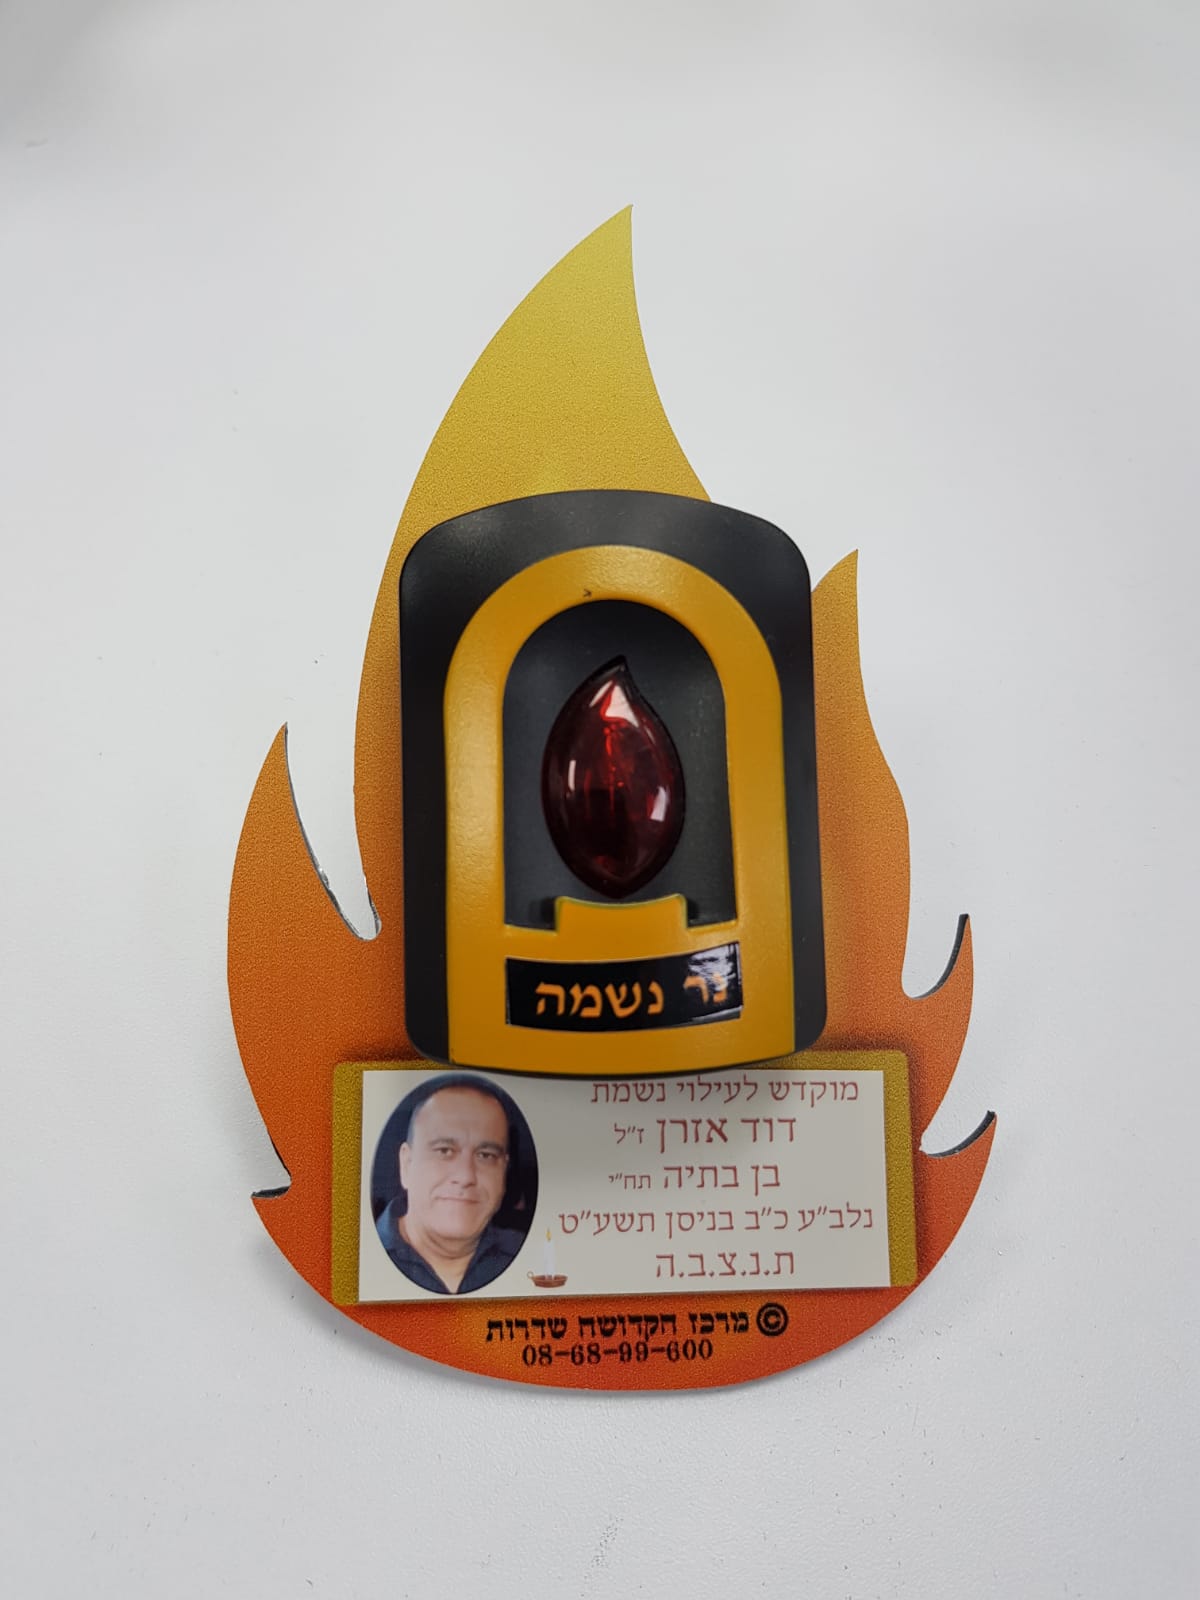 נר נשמה
מוקדש לעילוי נשמת
דוד אזרן ז"ל
בן בתיה תח"י
נלב"ע כ"ב בניסן תשע"ט
ת.נ.צ.ב.ה
© מרכז הקדושה שדרות
08-68-99-600